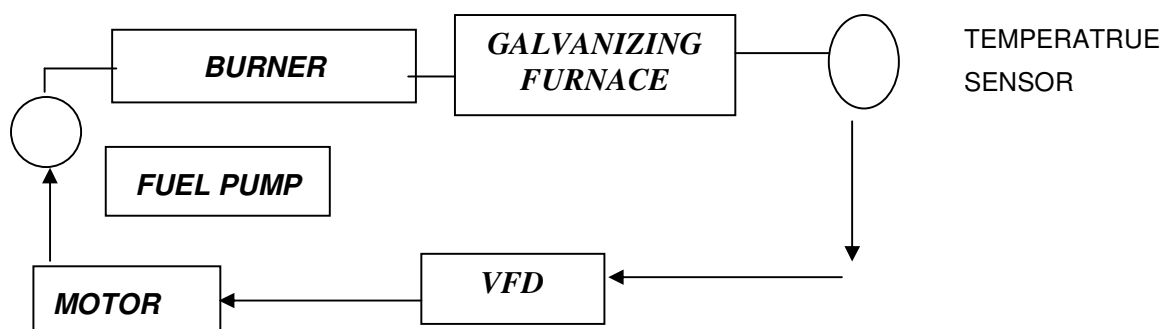 BURNER
GALVANIZING
FURNACE
TEMPERATRUE
SENSOR
FUEL PUMP
VFD
MOTOR